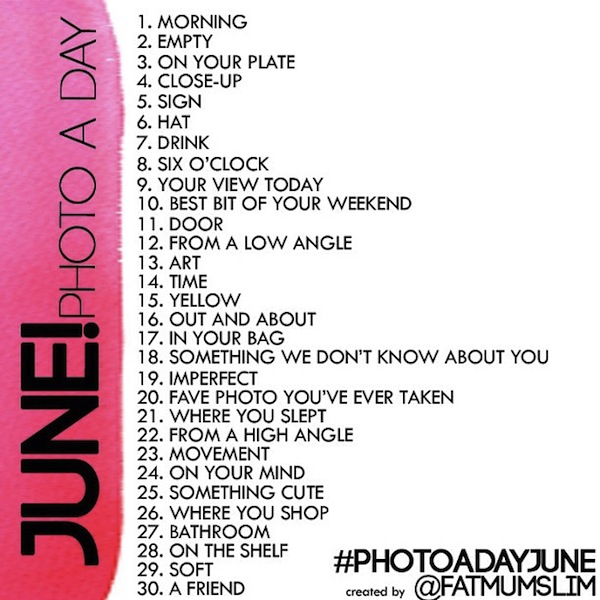 JUNE! PHOTO A DAY
1. MORNING
2. EMPTY
3. ON YOUR PLATE
4. CLOSE-UP
5. SIGN
6. HAT
7. DRINK
8. SIX O'CLOCK
9. YOUR VIEW TODAY
10. BEST BIT OF YOUR WEEKEND
11. DOOR
12. FROM A LOW ANGLE
13. ART
14. TIME
15. YELLOW
16. OUT AND ABOUT
17. IN YOUR BAG
18. SOMETHING WE DON'T KNOW ABOUT YOU
19. IMPERFECT
20. FAVE PHOTO YOU'VE EVER TAKEN
21. WHERE YOU SLEPT
22. FROM A HIGH ANGLE
23. MOVEMENT
24. ON YOUR MIND
25. SOMETHING CUTE
26. WHERE YOU SHOP
27. BATHROOM
28. ON THE SHELF
29. SOFT
30. A FRIEND
#PHOTOADAYJUNE
created by @FATMUMSLIM